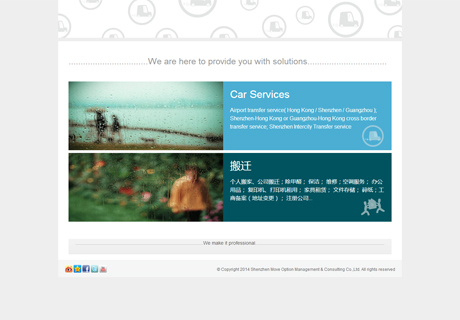 ..................................We are here to provide you with solutions..................................
Car Services
Airport transfer service( Hong Kong / Shenzhen / Guangzhou ),
Shenzhen-Hong Kong or Guangzhou-Hong Kong cross border
transfer service, Shenzhen Intercity Transfer service
搬迁
个人搬家、公司搬迁；除甲醛； 保洁； 维修；空调服务； 办公
用品； 复印机、打印机租用； 家具租赁； 文件存储； 碎纸；工
商备案（地址变更）； 注册公司..
We make it professional
© Copyright 2014 Shenzhen Move Option Management & Consulting Co.,Ltd. All rights reserved